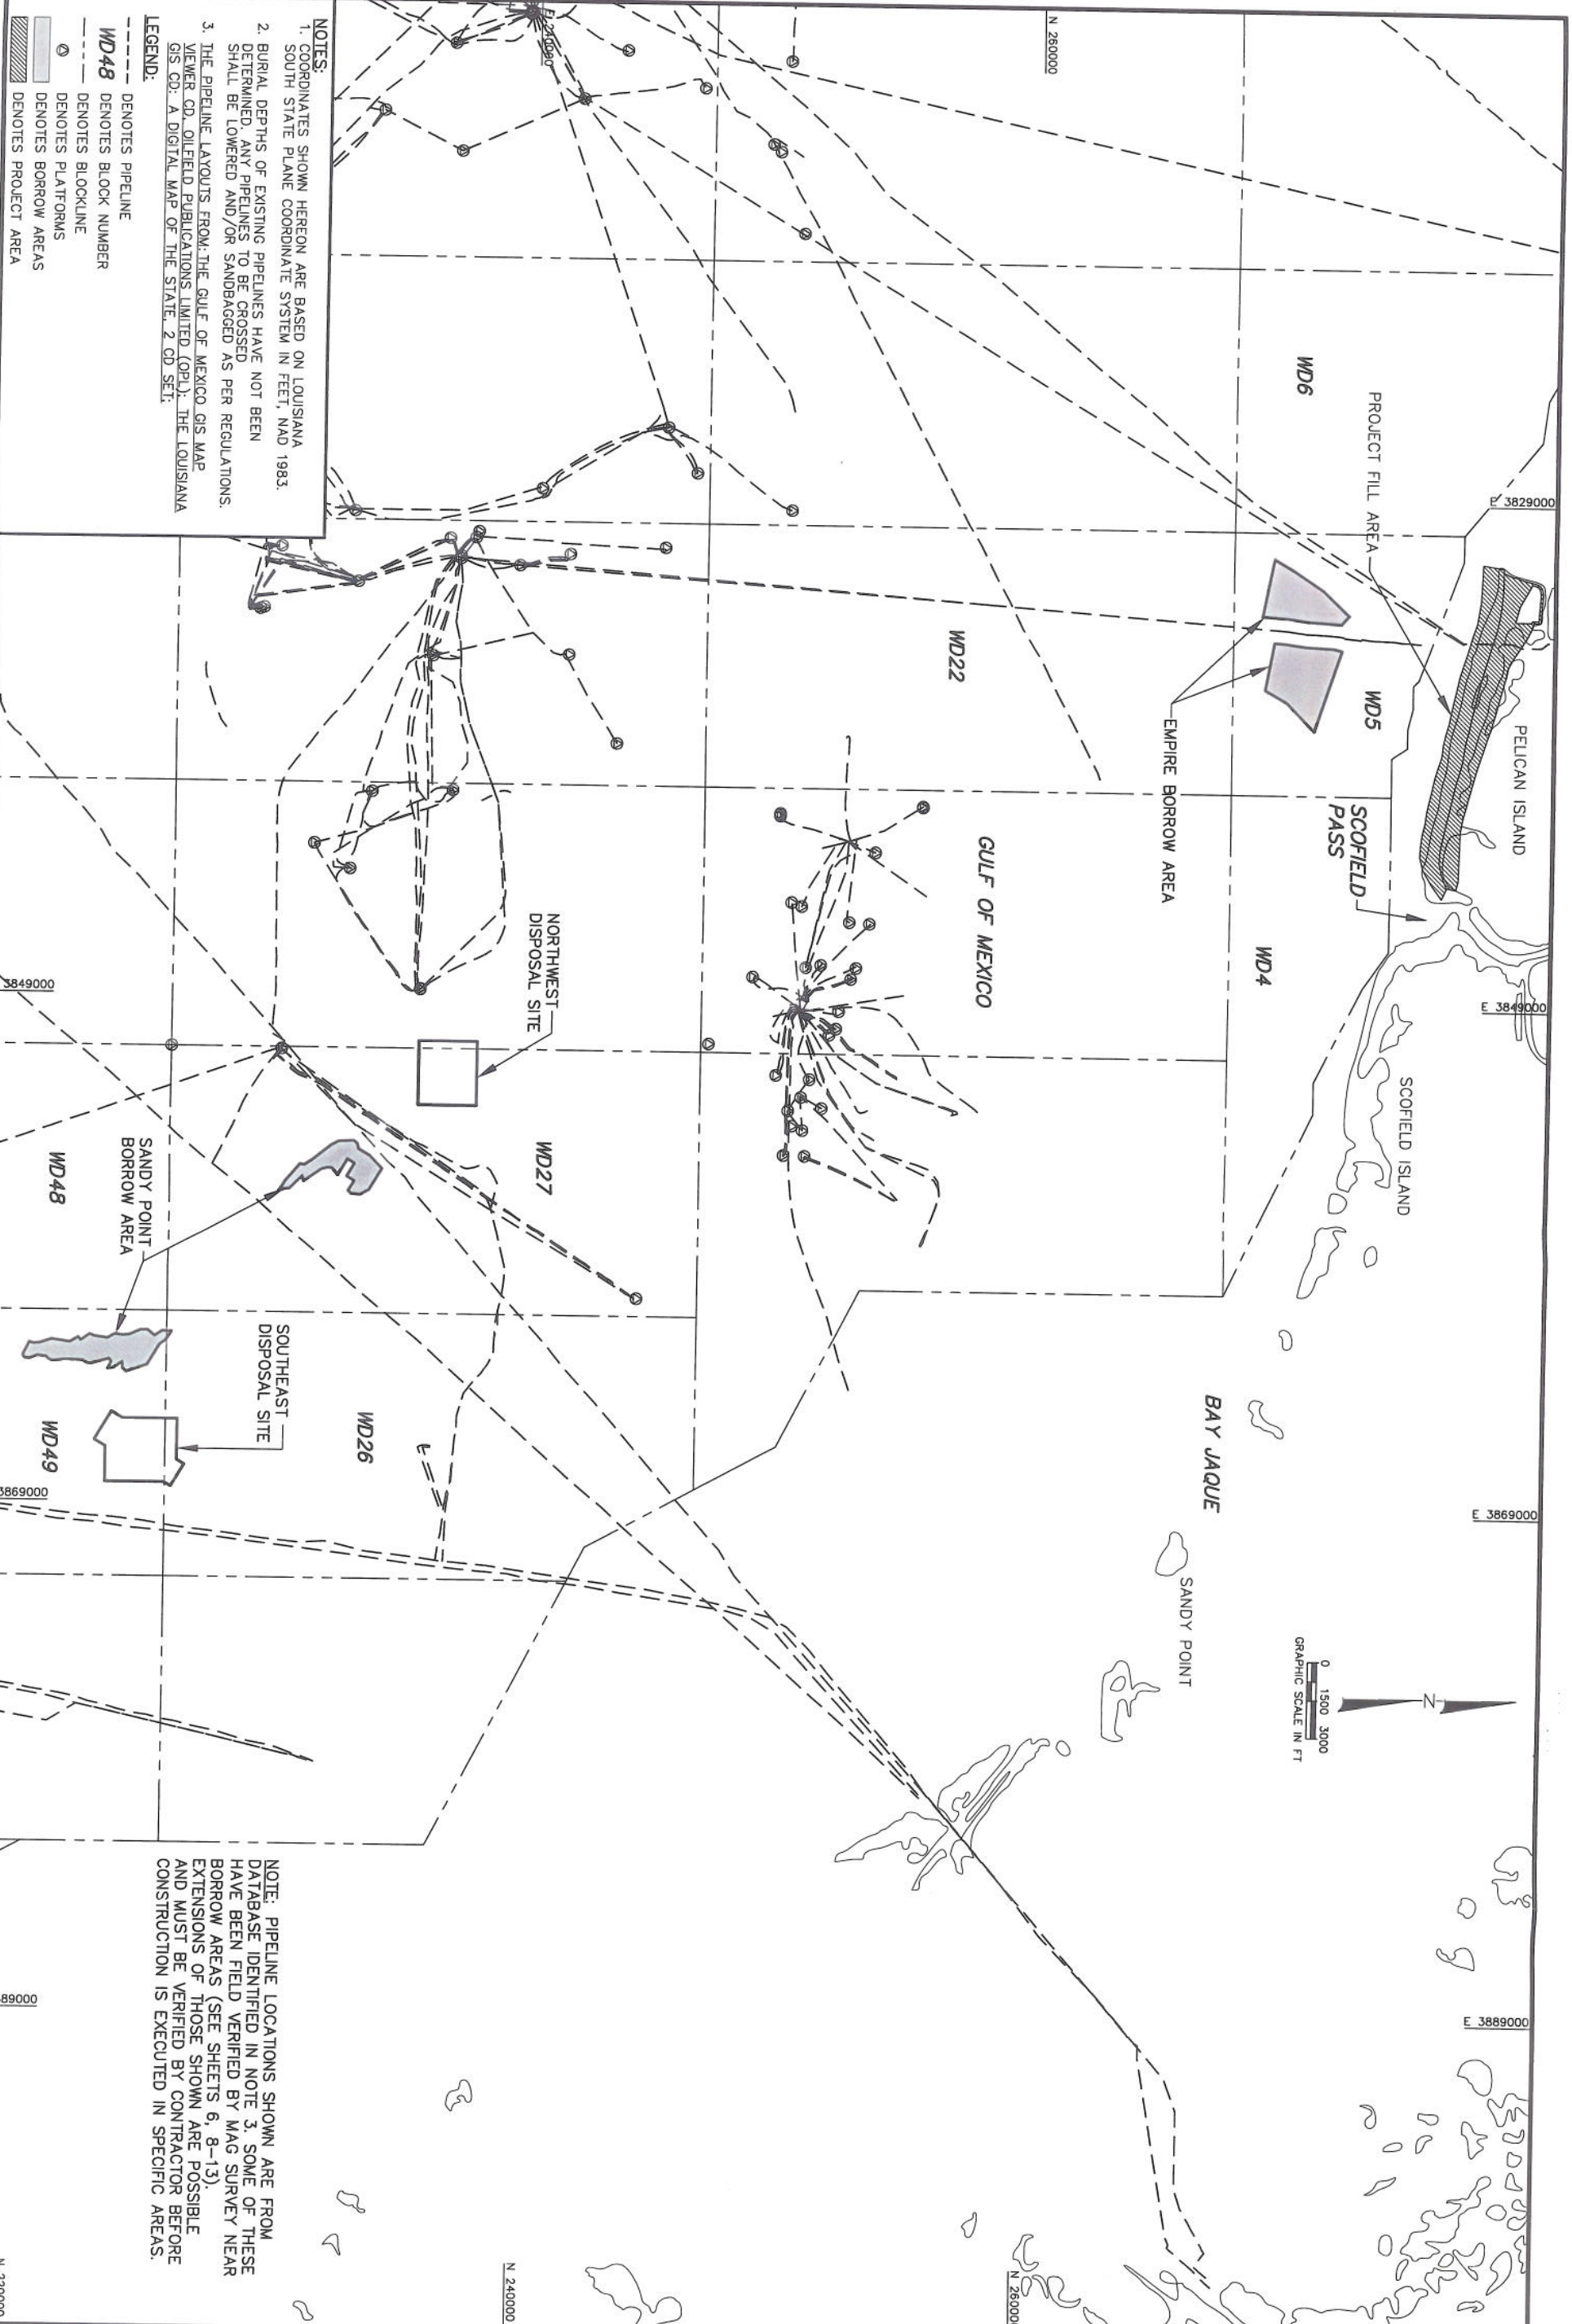 E 3829000
E 3849000
E 3869000
E 3889000
PELICAN ISLAND
PROJECT FILL AREA
WD6
WD5
SCOFIELD
PASS
SCOFIELD ISLAND
WD4
EMPIRE BORROW AREA
0 1500 3000
GRAPHIC SCALE IN FT
N
BAY JAQUE
SANDY POINT
N 260000
N 260000
GULF OF MEXICO
WD22
NORTHWEST
DISPOSAL SITE
WD27
N 240000
WD26
SOUTHEAST
DISPOSAL SITE
SANDY POINT
BORROW AREA
WD48
WD49
3849000
3869000
89000
NOTES:
1. COORDINATES SHOWN HEREON ARE BASED ON LOUISIANA
SOUTH STATE PLANE COORDINATE SYSTEM IN FEET, NAD 1983.
2. BURIAL DEPTHS OF EXISTING PIPELINES HAVE NOT BEEN
DETERMINED. ANY PIPELINES TO BE CROSSED
SHALL BE LOWERED AND/OR SANDBAGGED AS PER REGULATIONS.
3. THE PIPELINE LAYOUTS FROM: THE GULF OF MEXICO GIS MAP
VIEWER CD, OILFIELD PUBLICATIONS LIMITED (OPL); THE LOUISIANA
GIS CD: A DIGITAL MAP OF THE STATE, 2 CD SET;
LEGEND:
DENOTES PIPELINE
WD48 DENOTES BLOCK NUMBER
DENOTES BLOCKLINE
DENOTES PLATFORMS
DENOTES BORROW AREAS
DENOTES PROJECT AREA
NOTE: PIPELINE LOCATIONS SHOWN ARE FROM
DATABASE IDENTIFIED IN NOTE 3. SOME OF THESE
HAVE BEEN FIELD VERIFIED BY MAG SURVEY NEAR
BORROW AREAS (SEE SHEETS 6, 8-13).
EXTENSIONS OF THOSE SHOWN ARE POSSIBLE
AND MUST BE VERIFIED BY CONTRACTOR BEFORE
CONSTRUCTION IS EXECUTED IN SPECIFIC AREAS.